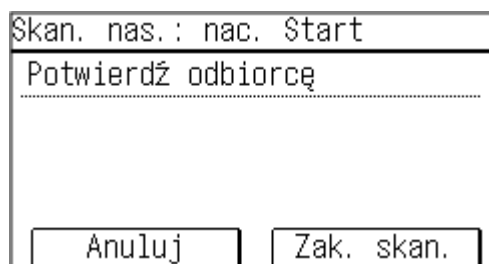 Skan. nas.: nac. Start
Potwierdź odbiorcę
Anuluj Zak. skan.